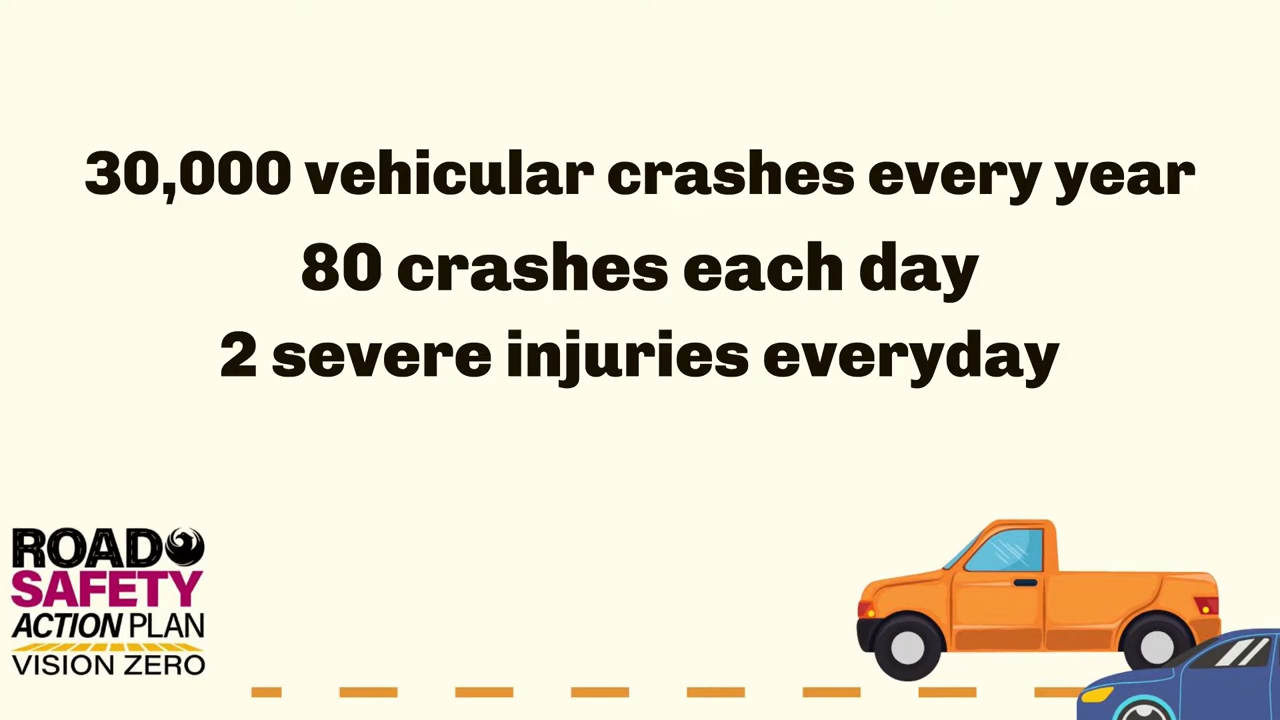 30,000 vehicular crashes every year
80 crashes each day
2 severe injuries everyday
ROAD
SAFETY
ACTION PLAN
VISION ZERO